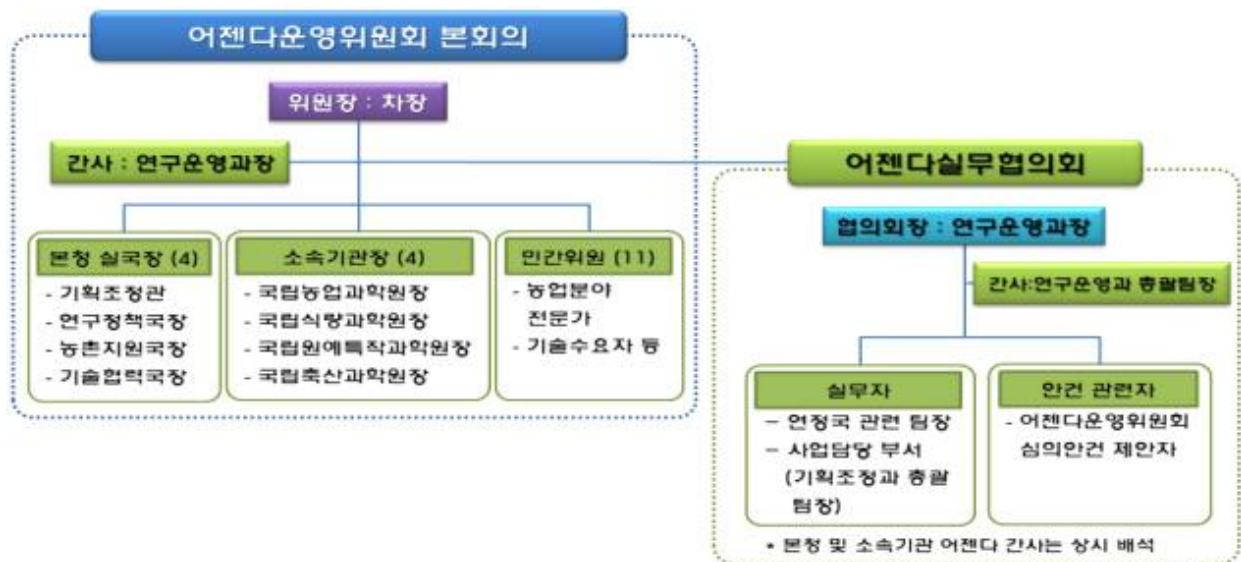 어젠다운영위원회 본회의
위원장 : 차장
간사 : 연구운영과장
본청 실국장 (4)
- 기획조정관
- 연구정책국장
- 농촌지원국장
- 기술협력국장
소속기관장 (4)
- 국립농업과학원장
- 국립식량과학원장
- 국립원예특작과학원장
- 국립축산과학원장
민간위원 (11)
- 농업분야
전문가
- 기술수요자 등
어젠다실무협의회
협의회장 : 연구운영과장
간사:연구운영과 총괄팀장
실무자
– 연정국 관련 팀장
– 사업담당 부서
(기획조정과 총괄
팀장)
안건 관련자
- 어젠다운영위원회
심의안건 제안자
* 본청 및 소속기관 어젠다 간사는 상시 배석